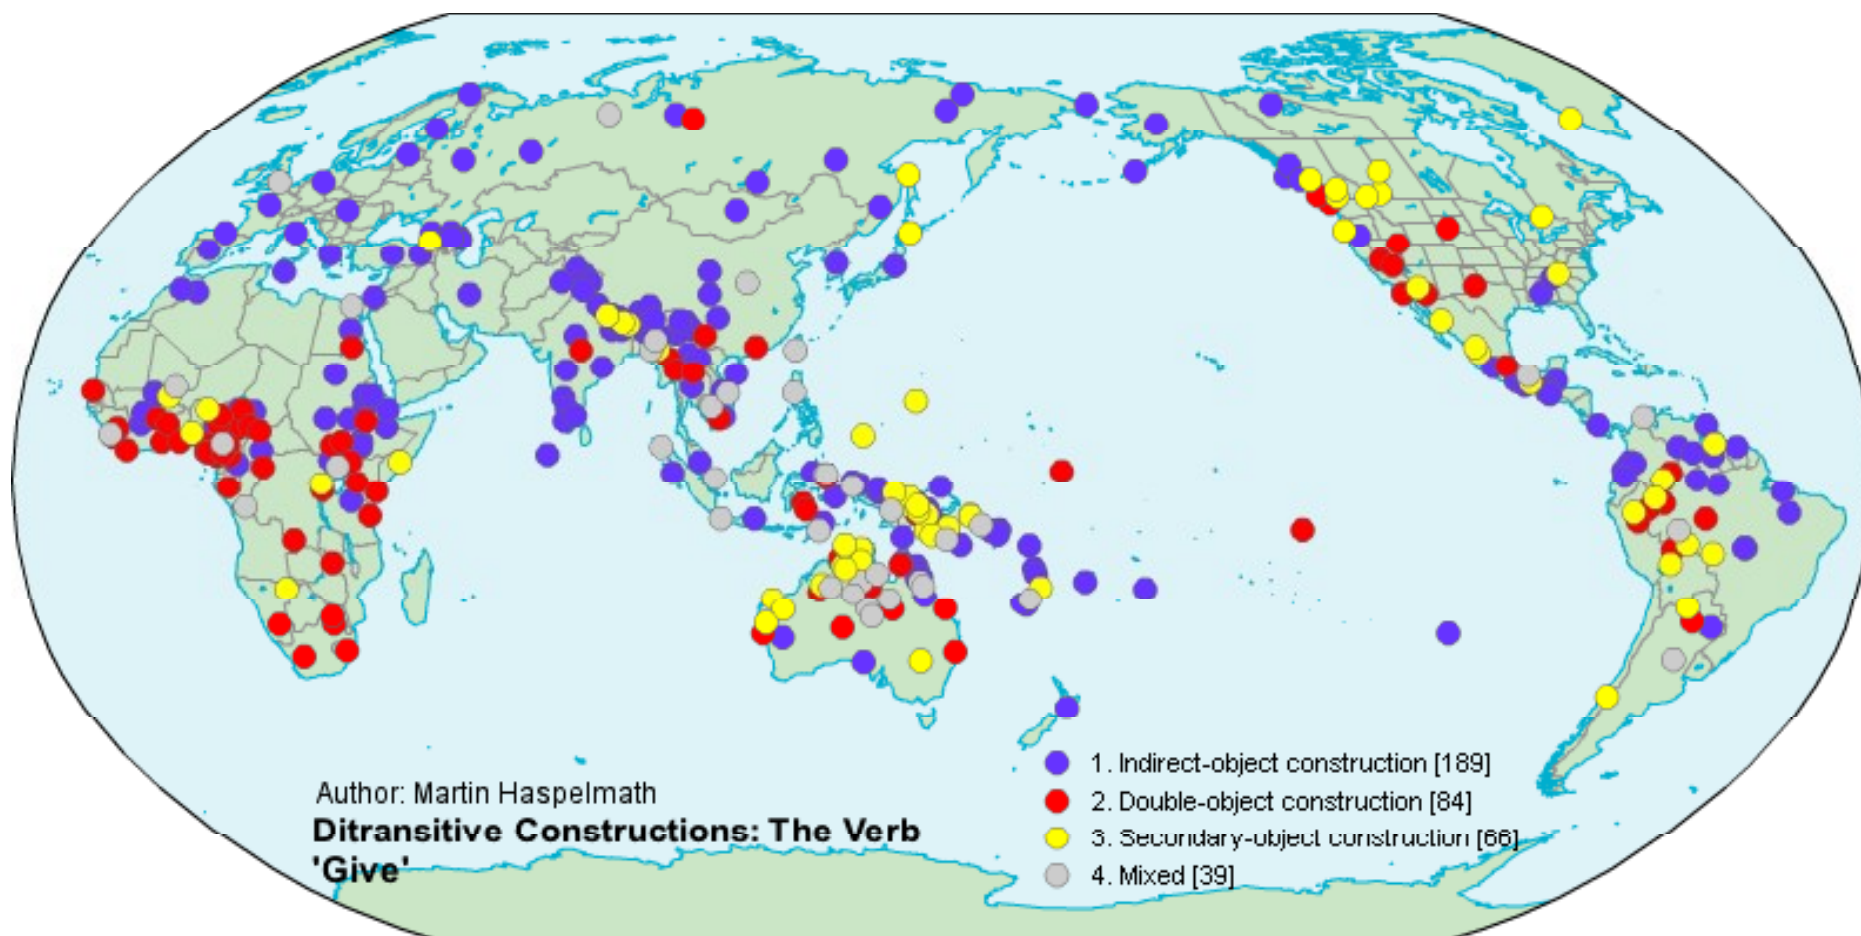 Author: Martin Haspelmath
Ditransitive Constructions: The Verb
'Give'
1. Indirect-object construction [189]
2. Double-object construction [84]
3. Secondary-object construction [66]
4. Mixed [39]